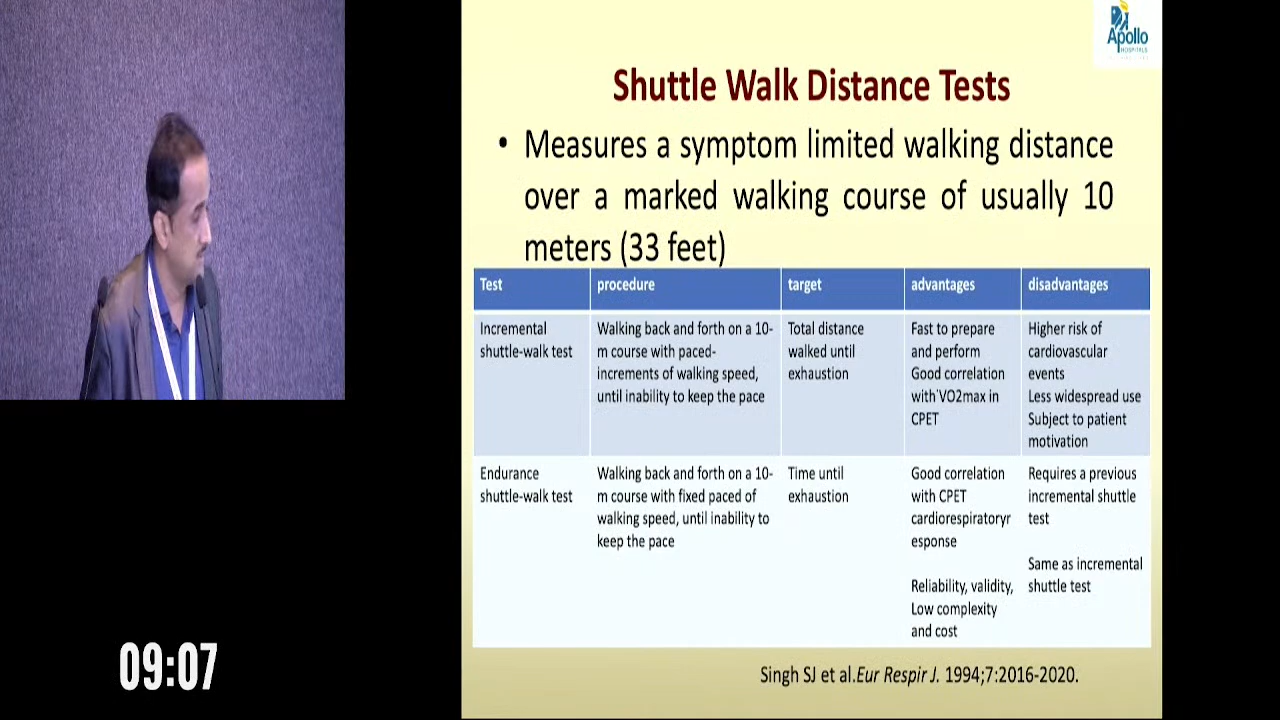 Apollo
HOSPITALS
Shuttle Walk Distance Tests
• Measures a symptom limited walking distance
over a marked walking course of usually 10
meters (33 feet)
Test procedure target advantages disadvantages
Incremental
shuttle-walk test
Walking back and forth on a 10-
m course with paced-
increments of walking speed,
until inability to keep the pace
Total distance
walked until
exhaustion
Fast to prepare
and perform
Good correlation
with VO2max in
CPET
Higher risk of
cardiovascular
events
Less widespread use
Subject to patient
motivation
Endurance
shuttle-walk test
Walking back and forth on a 10-
m course with fixed paced of
walking speed, until inability to
keep the pace
Time until
exhaustion
Good correlation
with CPET
cardiorespiratoryr
esponse
Reliability, validity,
Low complexity
and cost
Requires a previous
incremental shuttle
test
Same as incremental
shuttle test
Singh SJ et al.Eur Respir J. 1994;7:2016-2020.
09:07